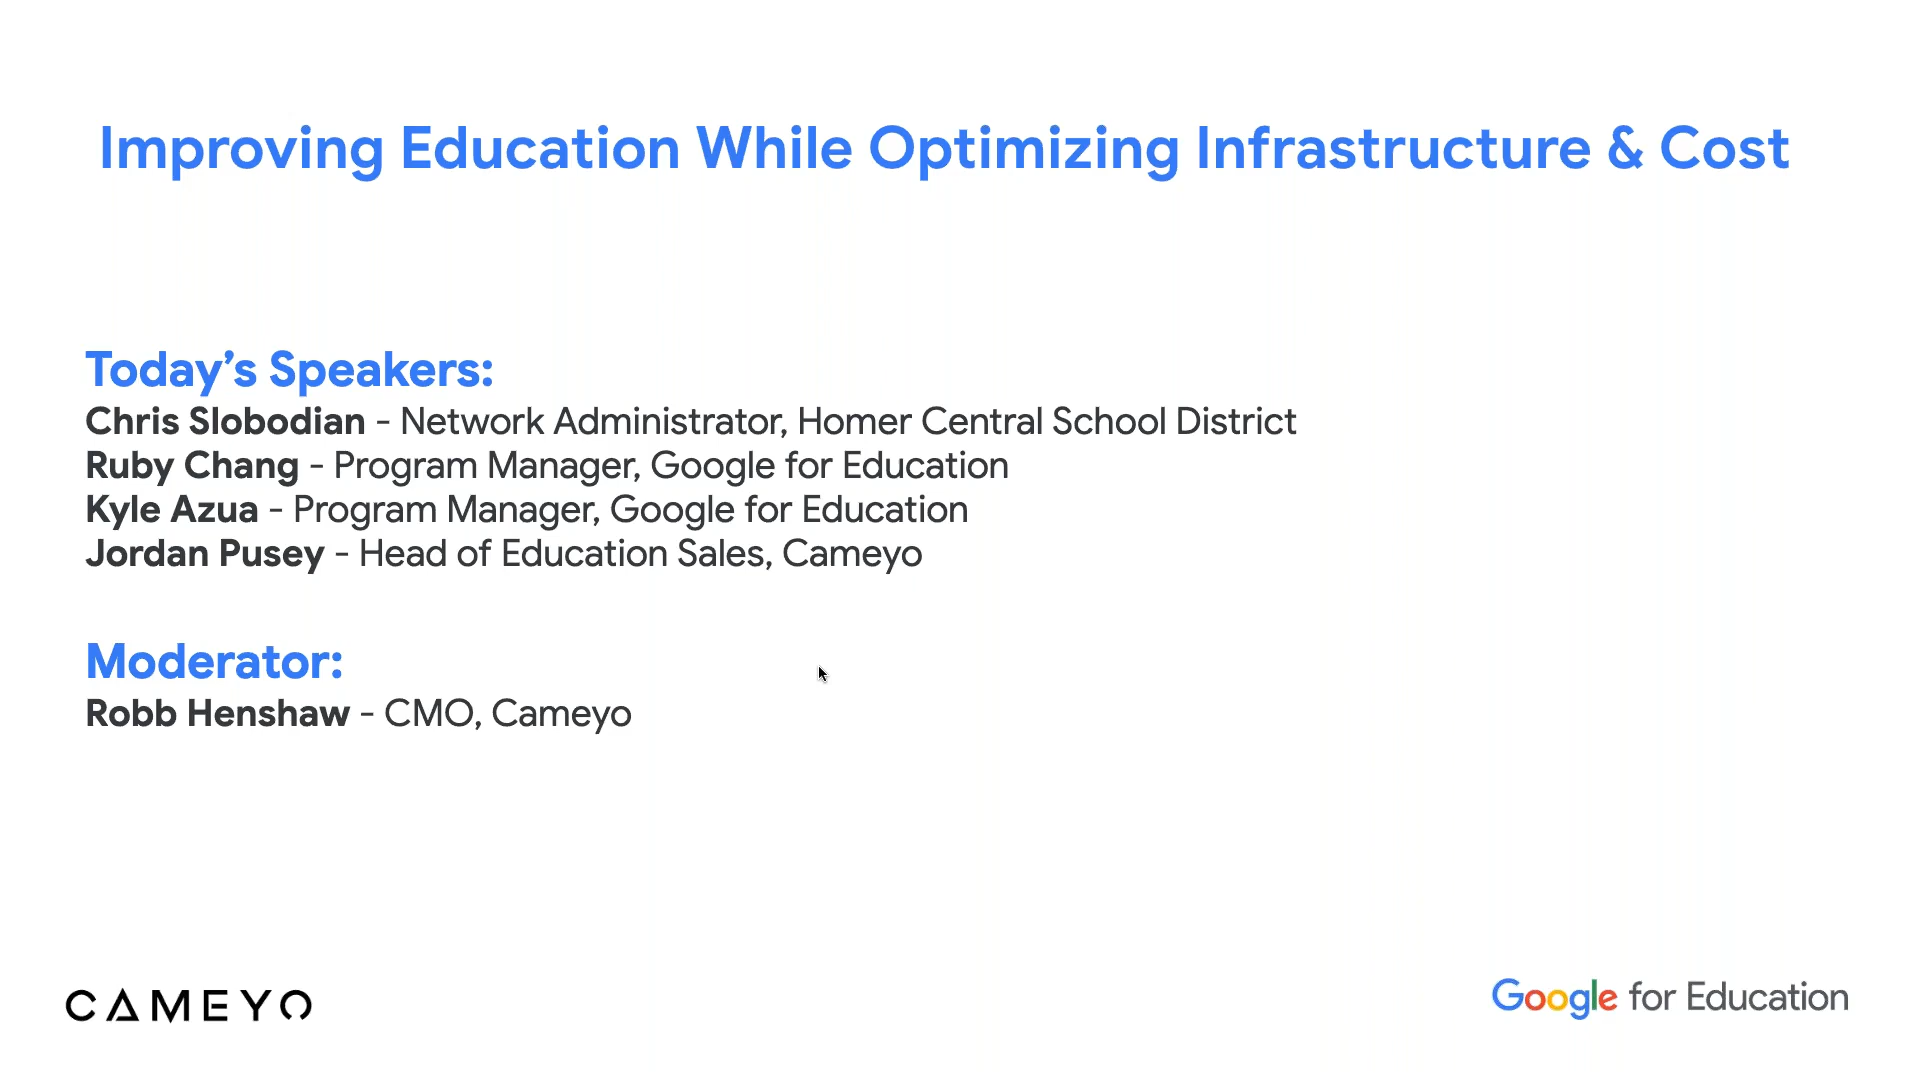 Improving Education While Optimizing Infrastructure & Cost
Today’s Speakers:
Chris Slobodian - Network Administrator, Homer Central School District
Ruby Chang - Program Manager, Google for Education
Kyle Azua - Program Manager, Google for Education
Jordan Pusey - Head of Education Sales, Cameyo
Moderator:
Robb Henshaw - CMO, Cameyo
CAMEYO
Google for Education